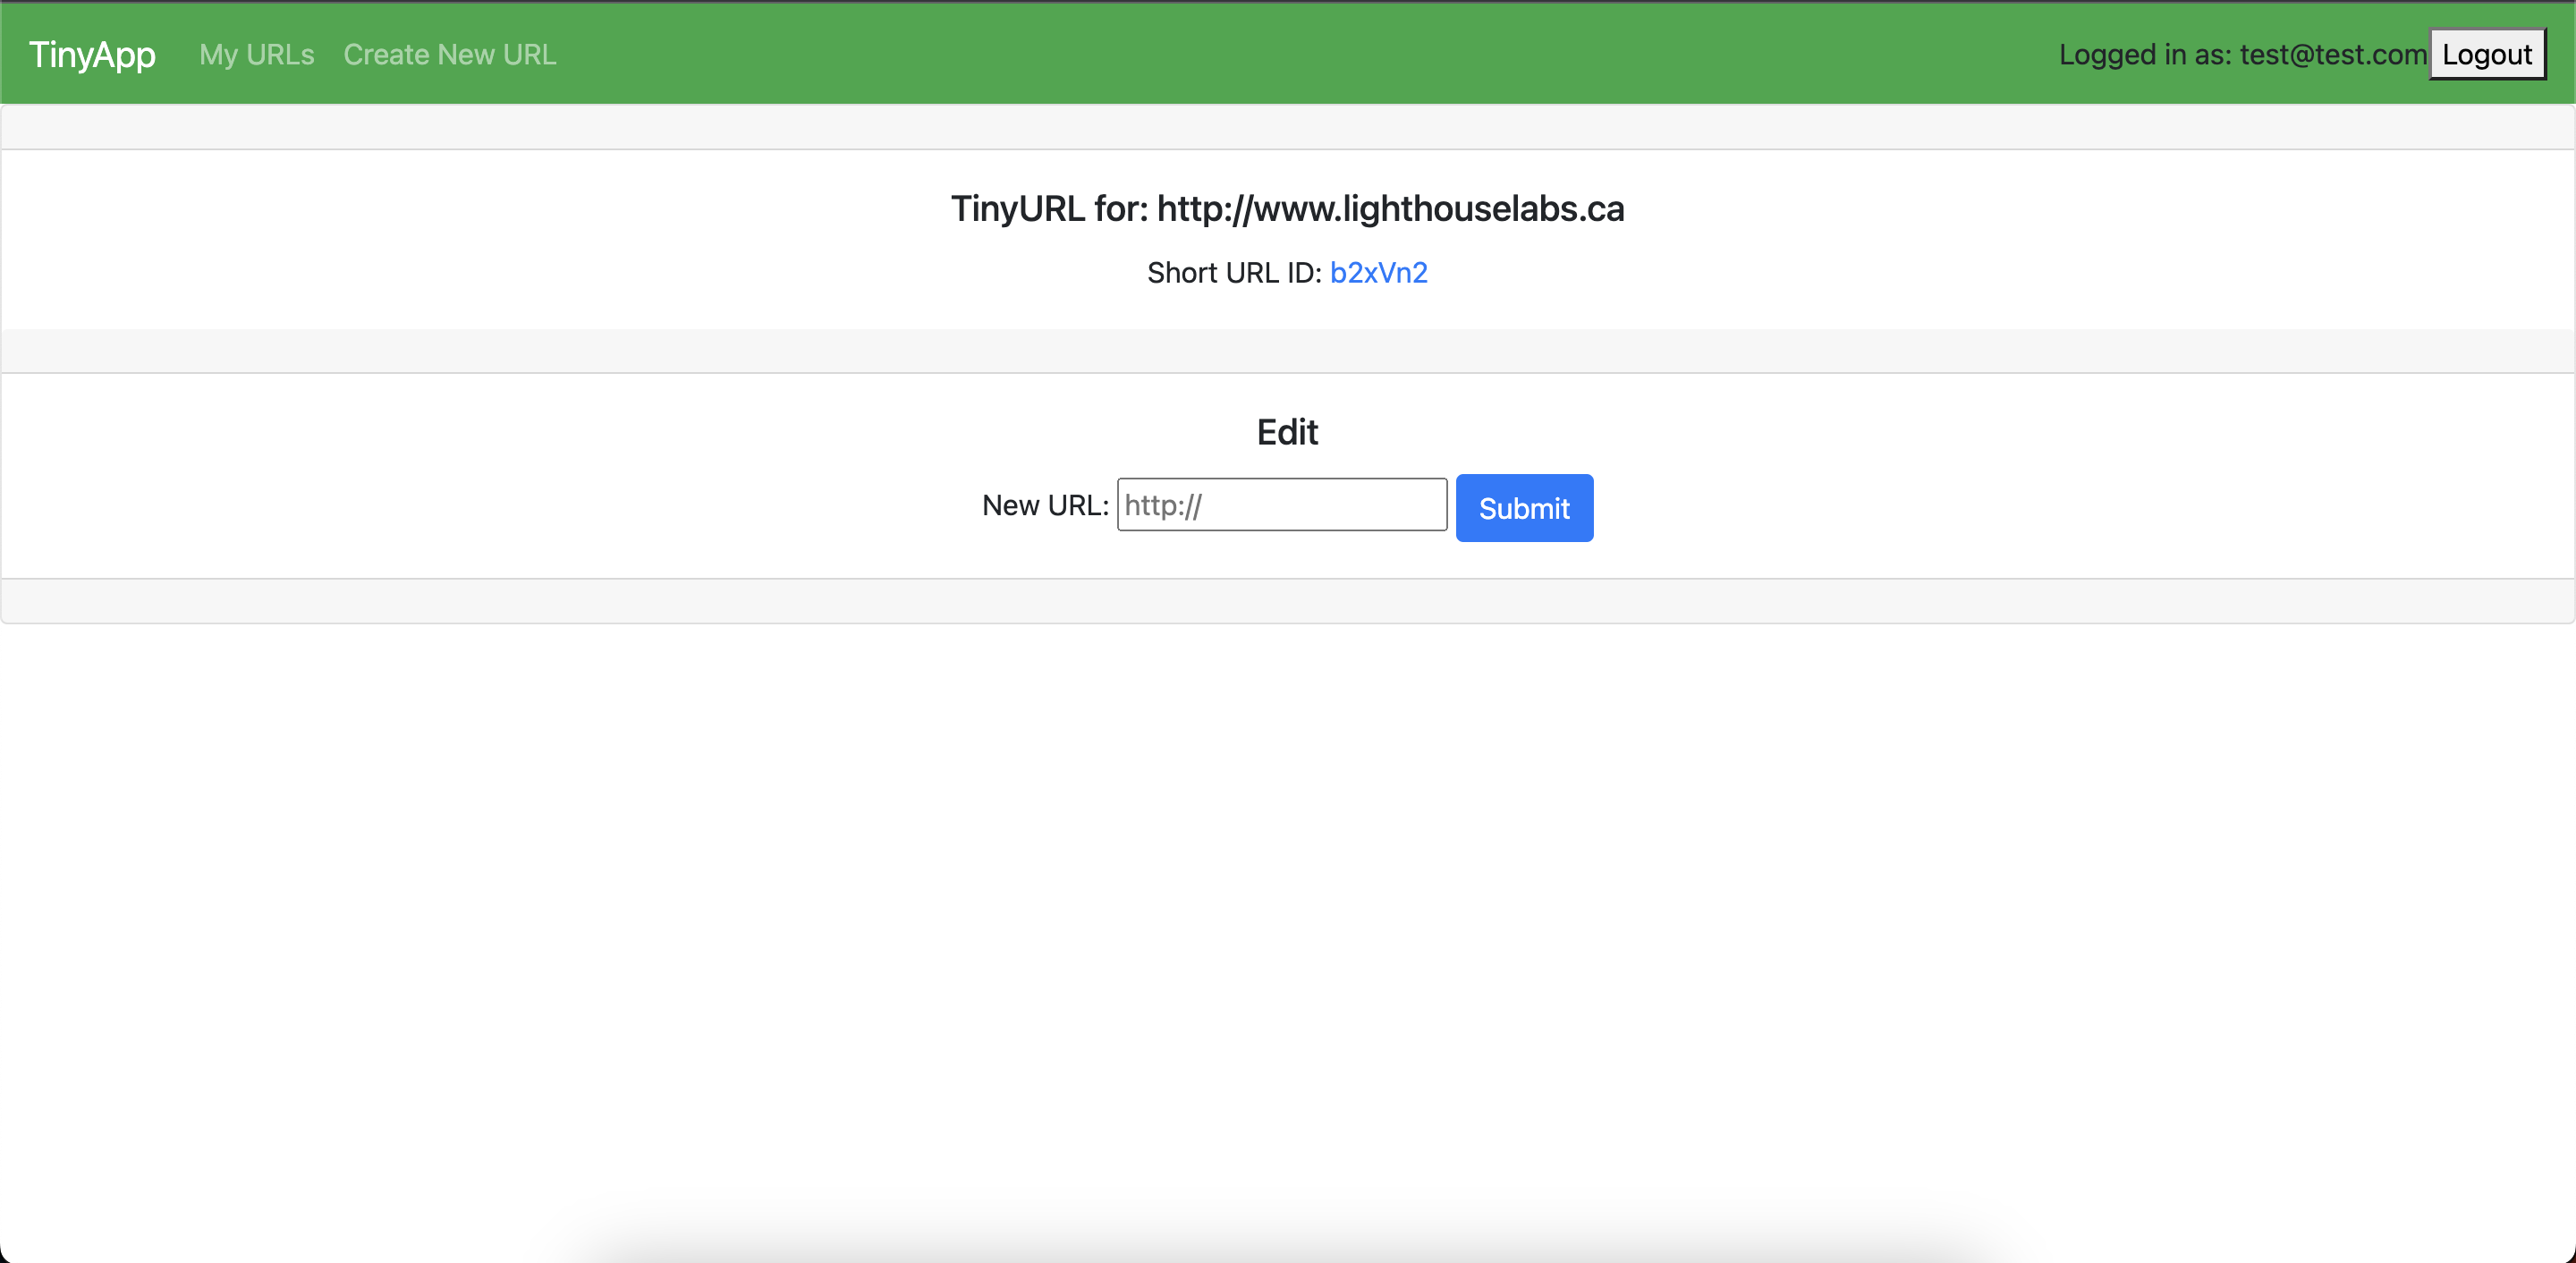 TinyApp My URLs Create New URL Logged in as: test@test.com Logout
TinyURL for: http://www.lighthouselabs.ca
Short URL ID: b2xVn2
Edit
New URL: http:// Submit